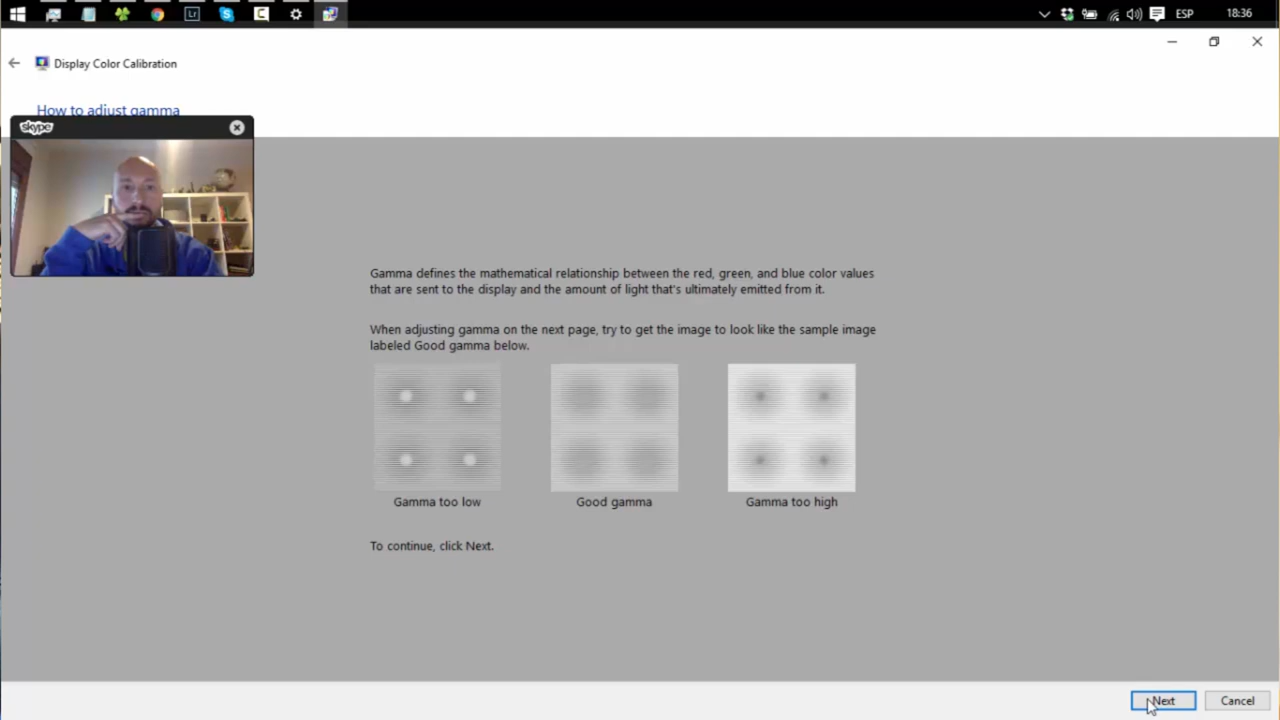 Lr
ESP
18:36
Display Color Calibration
How to adjust gamma
skype
Gamma defines the mathematical relationship between the red, green, and blue color values
that are sent to the display and the amount of light that's ultimately emitted from it.
When adjusting gamma on the next page, try to get the image to look like the sample image
labeled Good gamma below.
Gamma too low
Good gamma
Gamma too high
To continue, click Next.
Next
Cancel